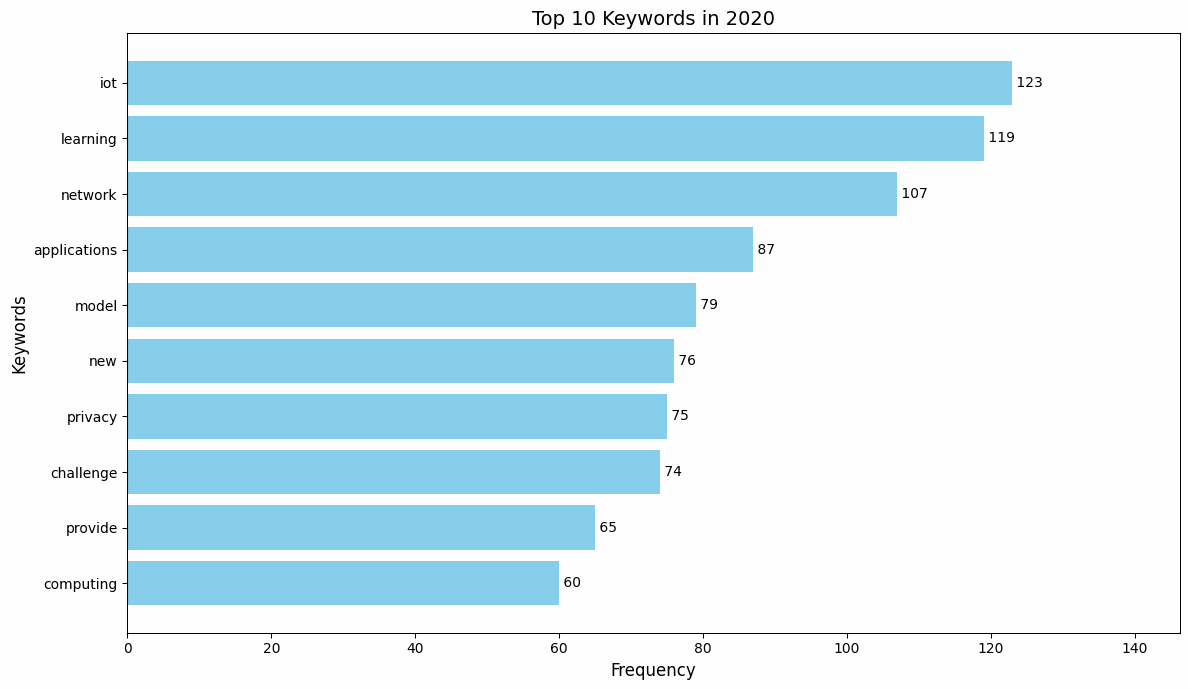 Top 10 Keywords in 2020
Keywords
iot 123
learning 119
network 107
applications 87
model 79
new 76
privacy 75
challenge 74
provide 65
computing 60
0 20 40 60 80 100 120 140
Frequency